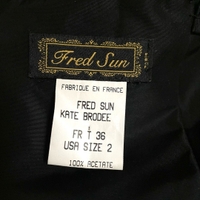 Fred Sun
FABRIQUE EN FRANCE
FRED SUN
KATE BRODEE
FR T 36
USA SIZE 2
100% ACETATE